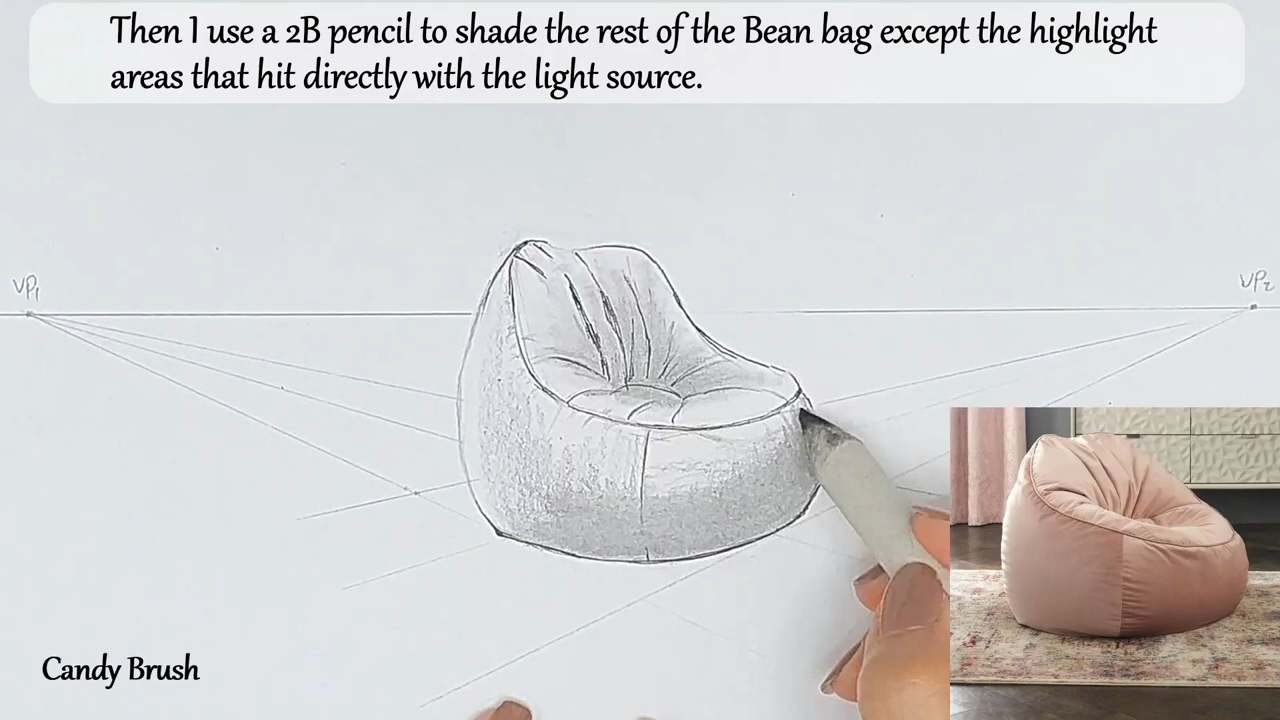 Then I use a 2B pencil to shade the rest of the Bean bag except the highlight
areas that hit directly with the light source.
VP1
VP2
Candy Brush